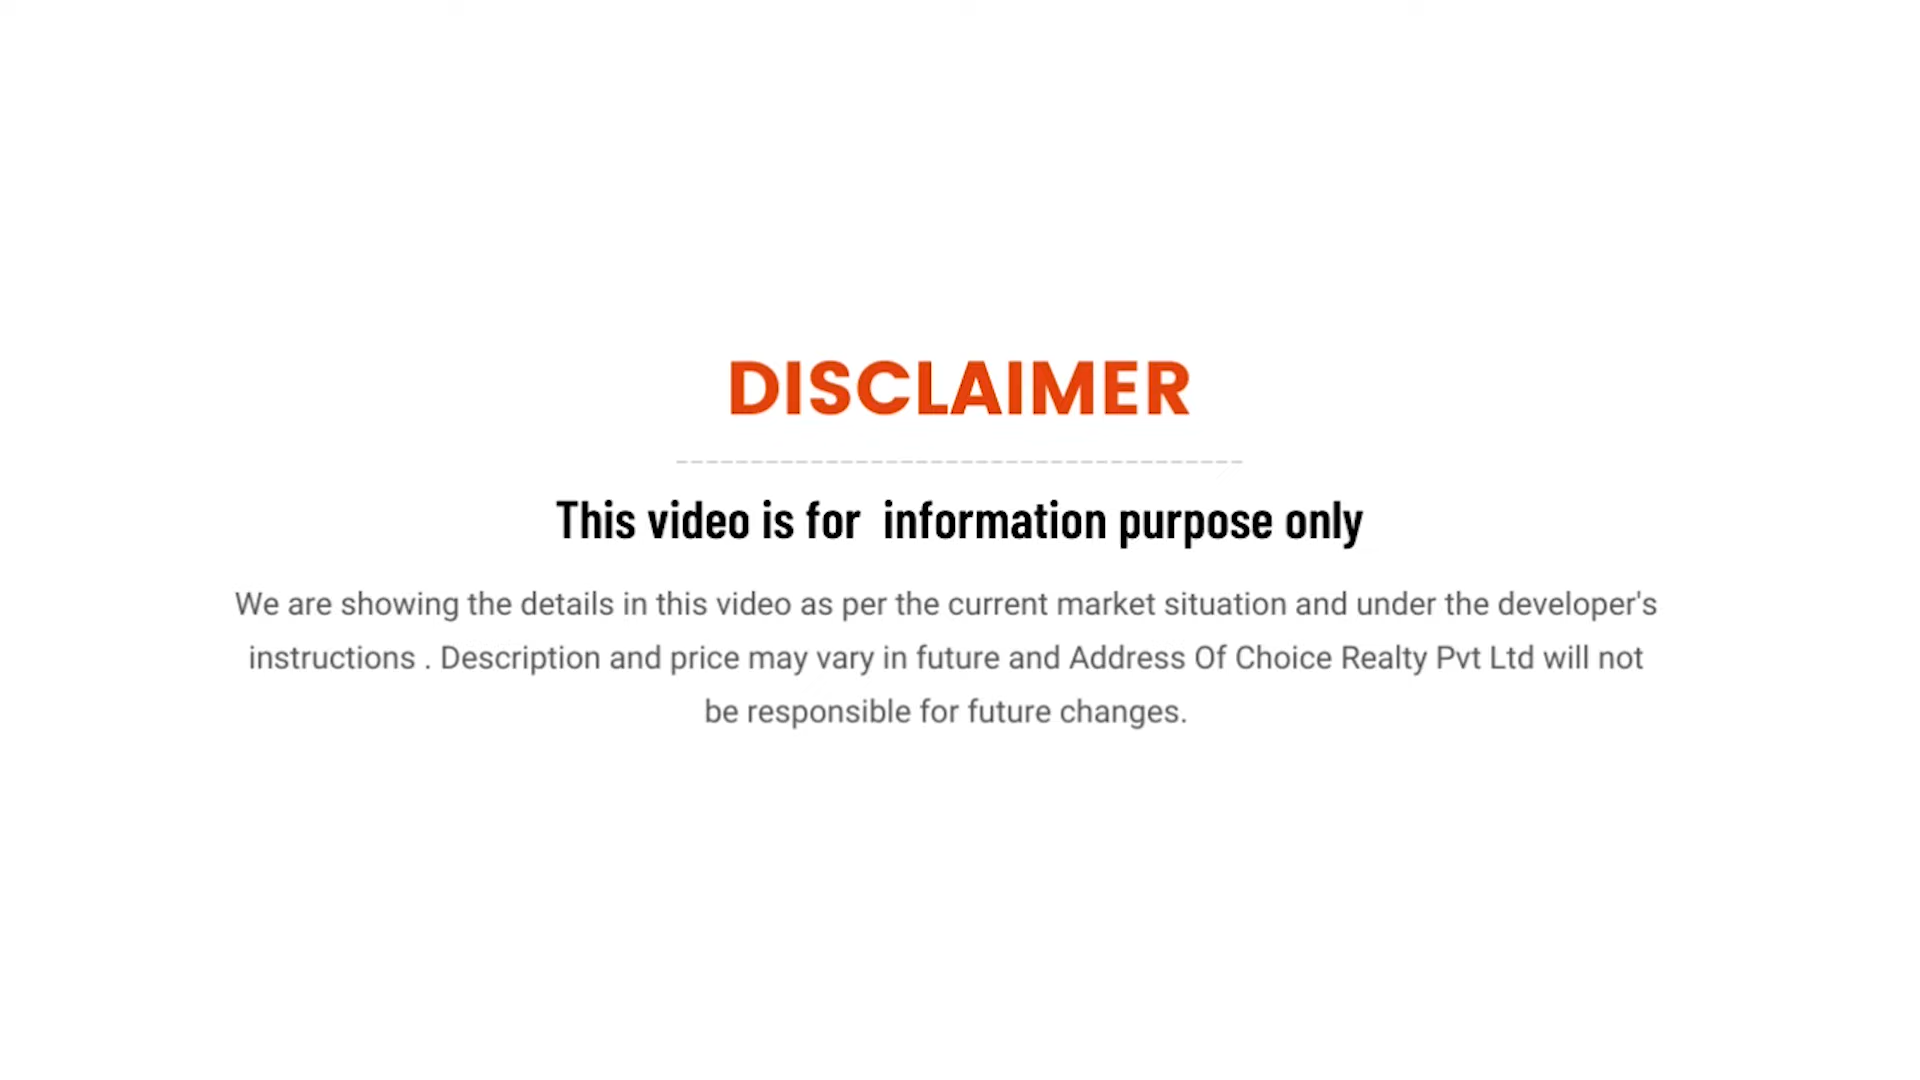 DISCLAIMER
This video is for  information purpose only
We are showing the details in this video as per the current market situation and under the developer's
instructions . Description and price may vary in future and Address Of Choice Realty Pvt Ltd will not
be responsible for future changes.